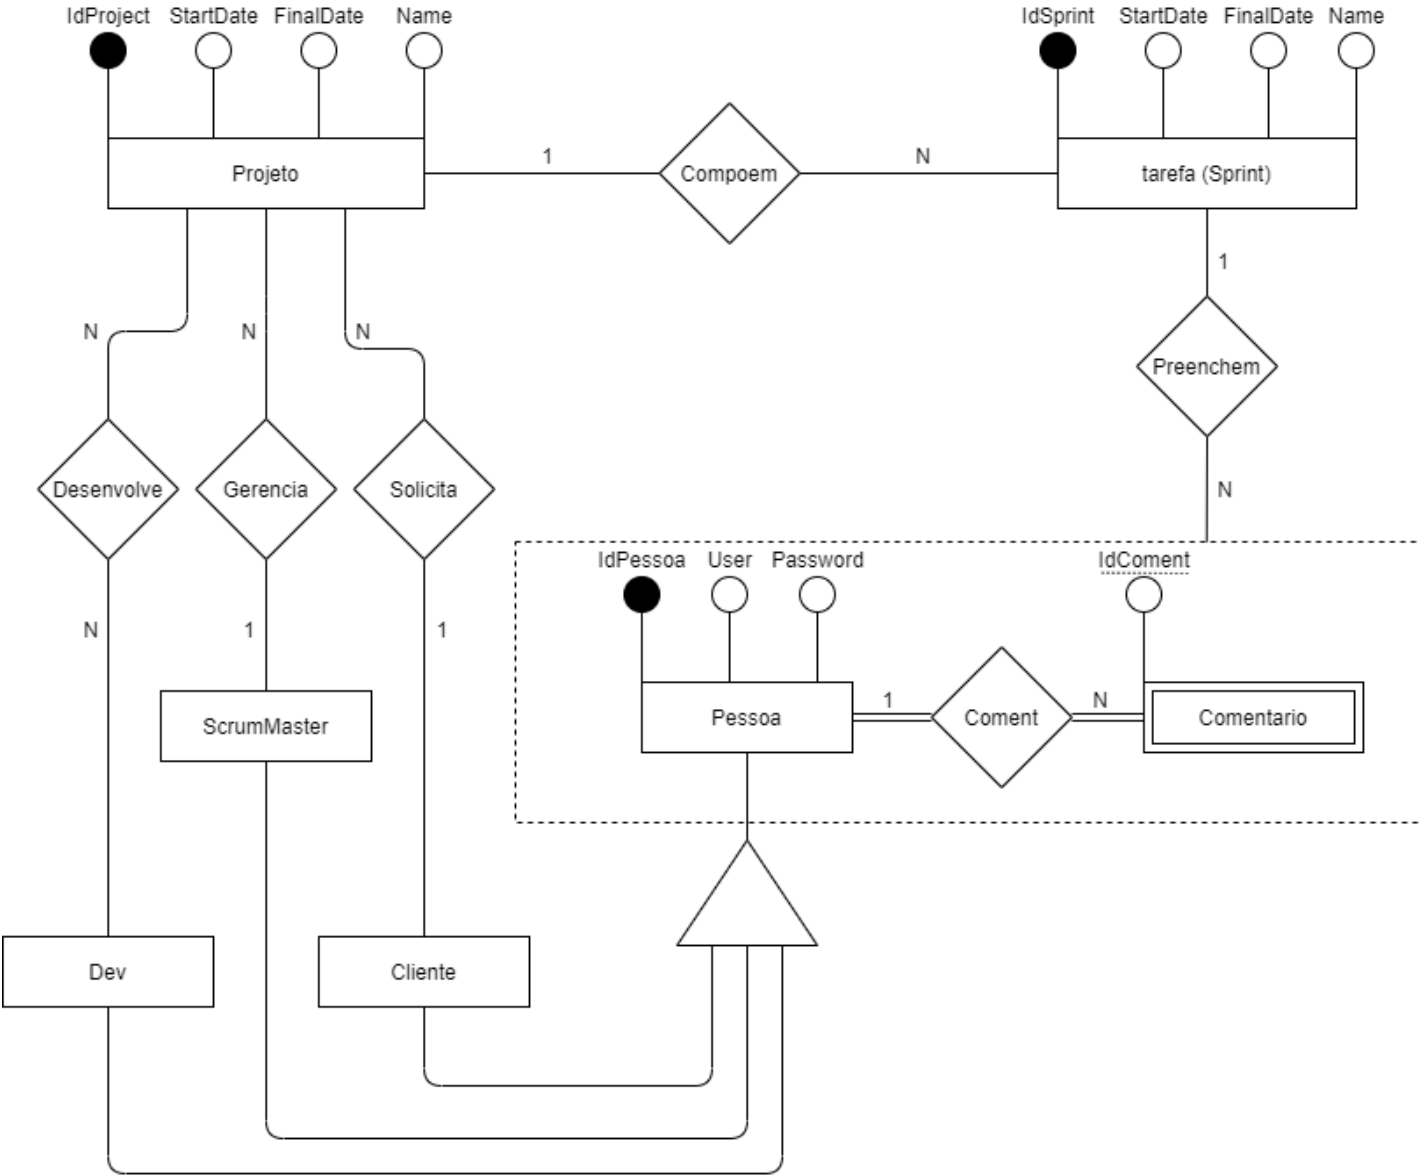 IdProject
StartDate
FinalDate
Name
IdSprint
StartDate
FinalDate
Name
Projeto
1
Compoem
N
tarefa (Sprint)
1
N
N
N
Preenchem
Desenvolve
Gerencia
Solicita
N
IdPessoa
User
Password
IdComent
N
1
1
Pessoa
1
Coment
N
Comentario
ScrumMaster
Dev
Cliente